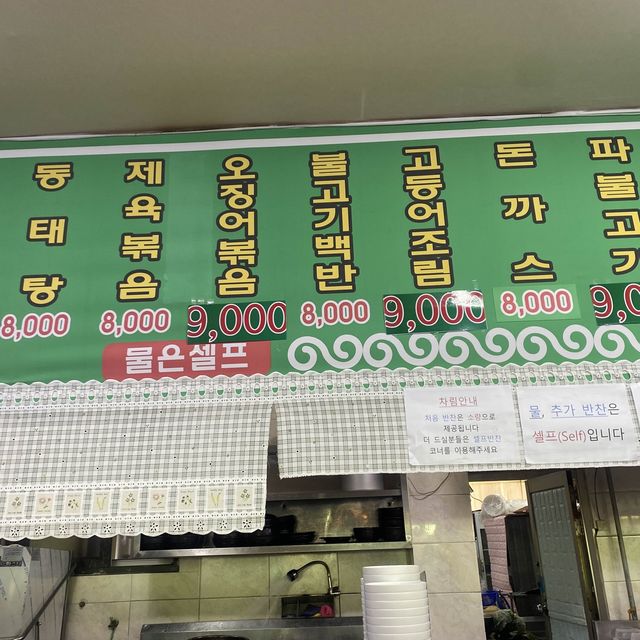 동태탕
8,000
제육볶음
8,000
오징어볶음
9,000
불고기백반
8,000
고등어조림
9,000
돈까스
8,000
파불고기
물은셀프
차림안내
처음 반찬은 소량으로
제공됩니다
더 드실분들은 셀프반찬
코너를 이용해주세요
물, 추가 반찬은
셀프(Self)입니다